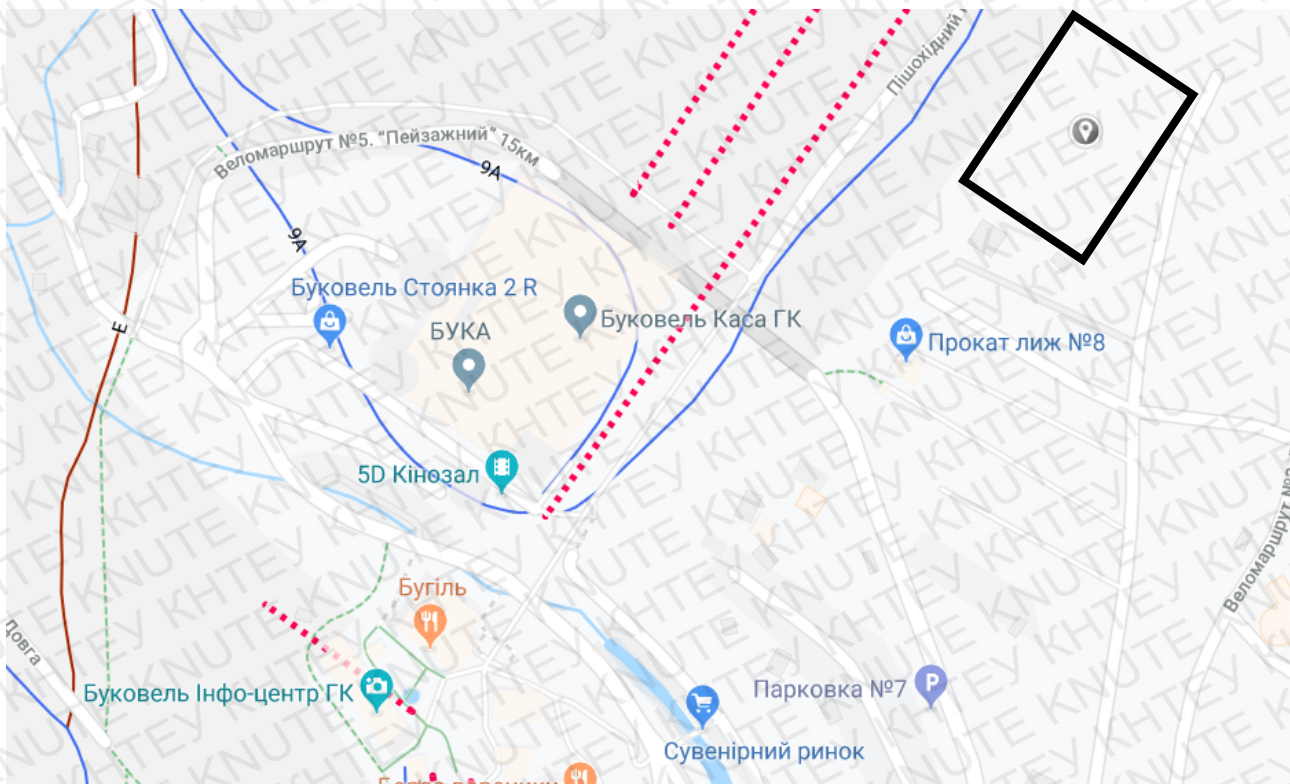 Пішохідний
Веломаршрут №5. "Пейзажний" 15км
9А
9А
Буковель Стоянка 2 R
БУКА
Буковель Каса ГК
Прокат лиж №8
E
5D Кінозал
Бугіль
Веломаршрут
Довга
Буковель Інфо-центр ГК
Парковка №7
P
Сувенірний ринок
KNUTE КНТЕУ